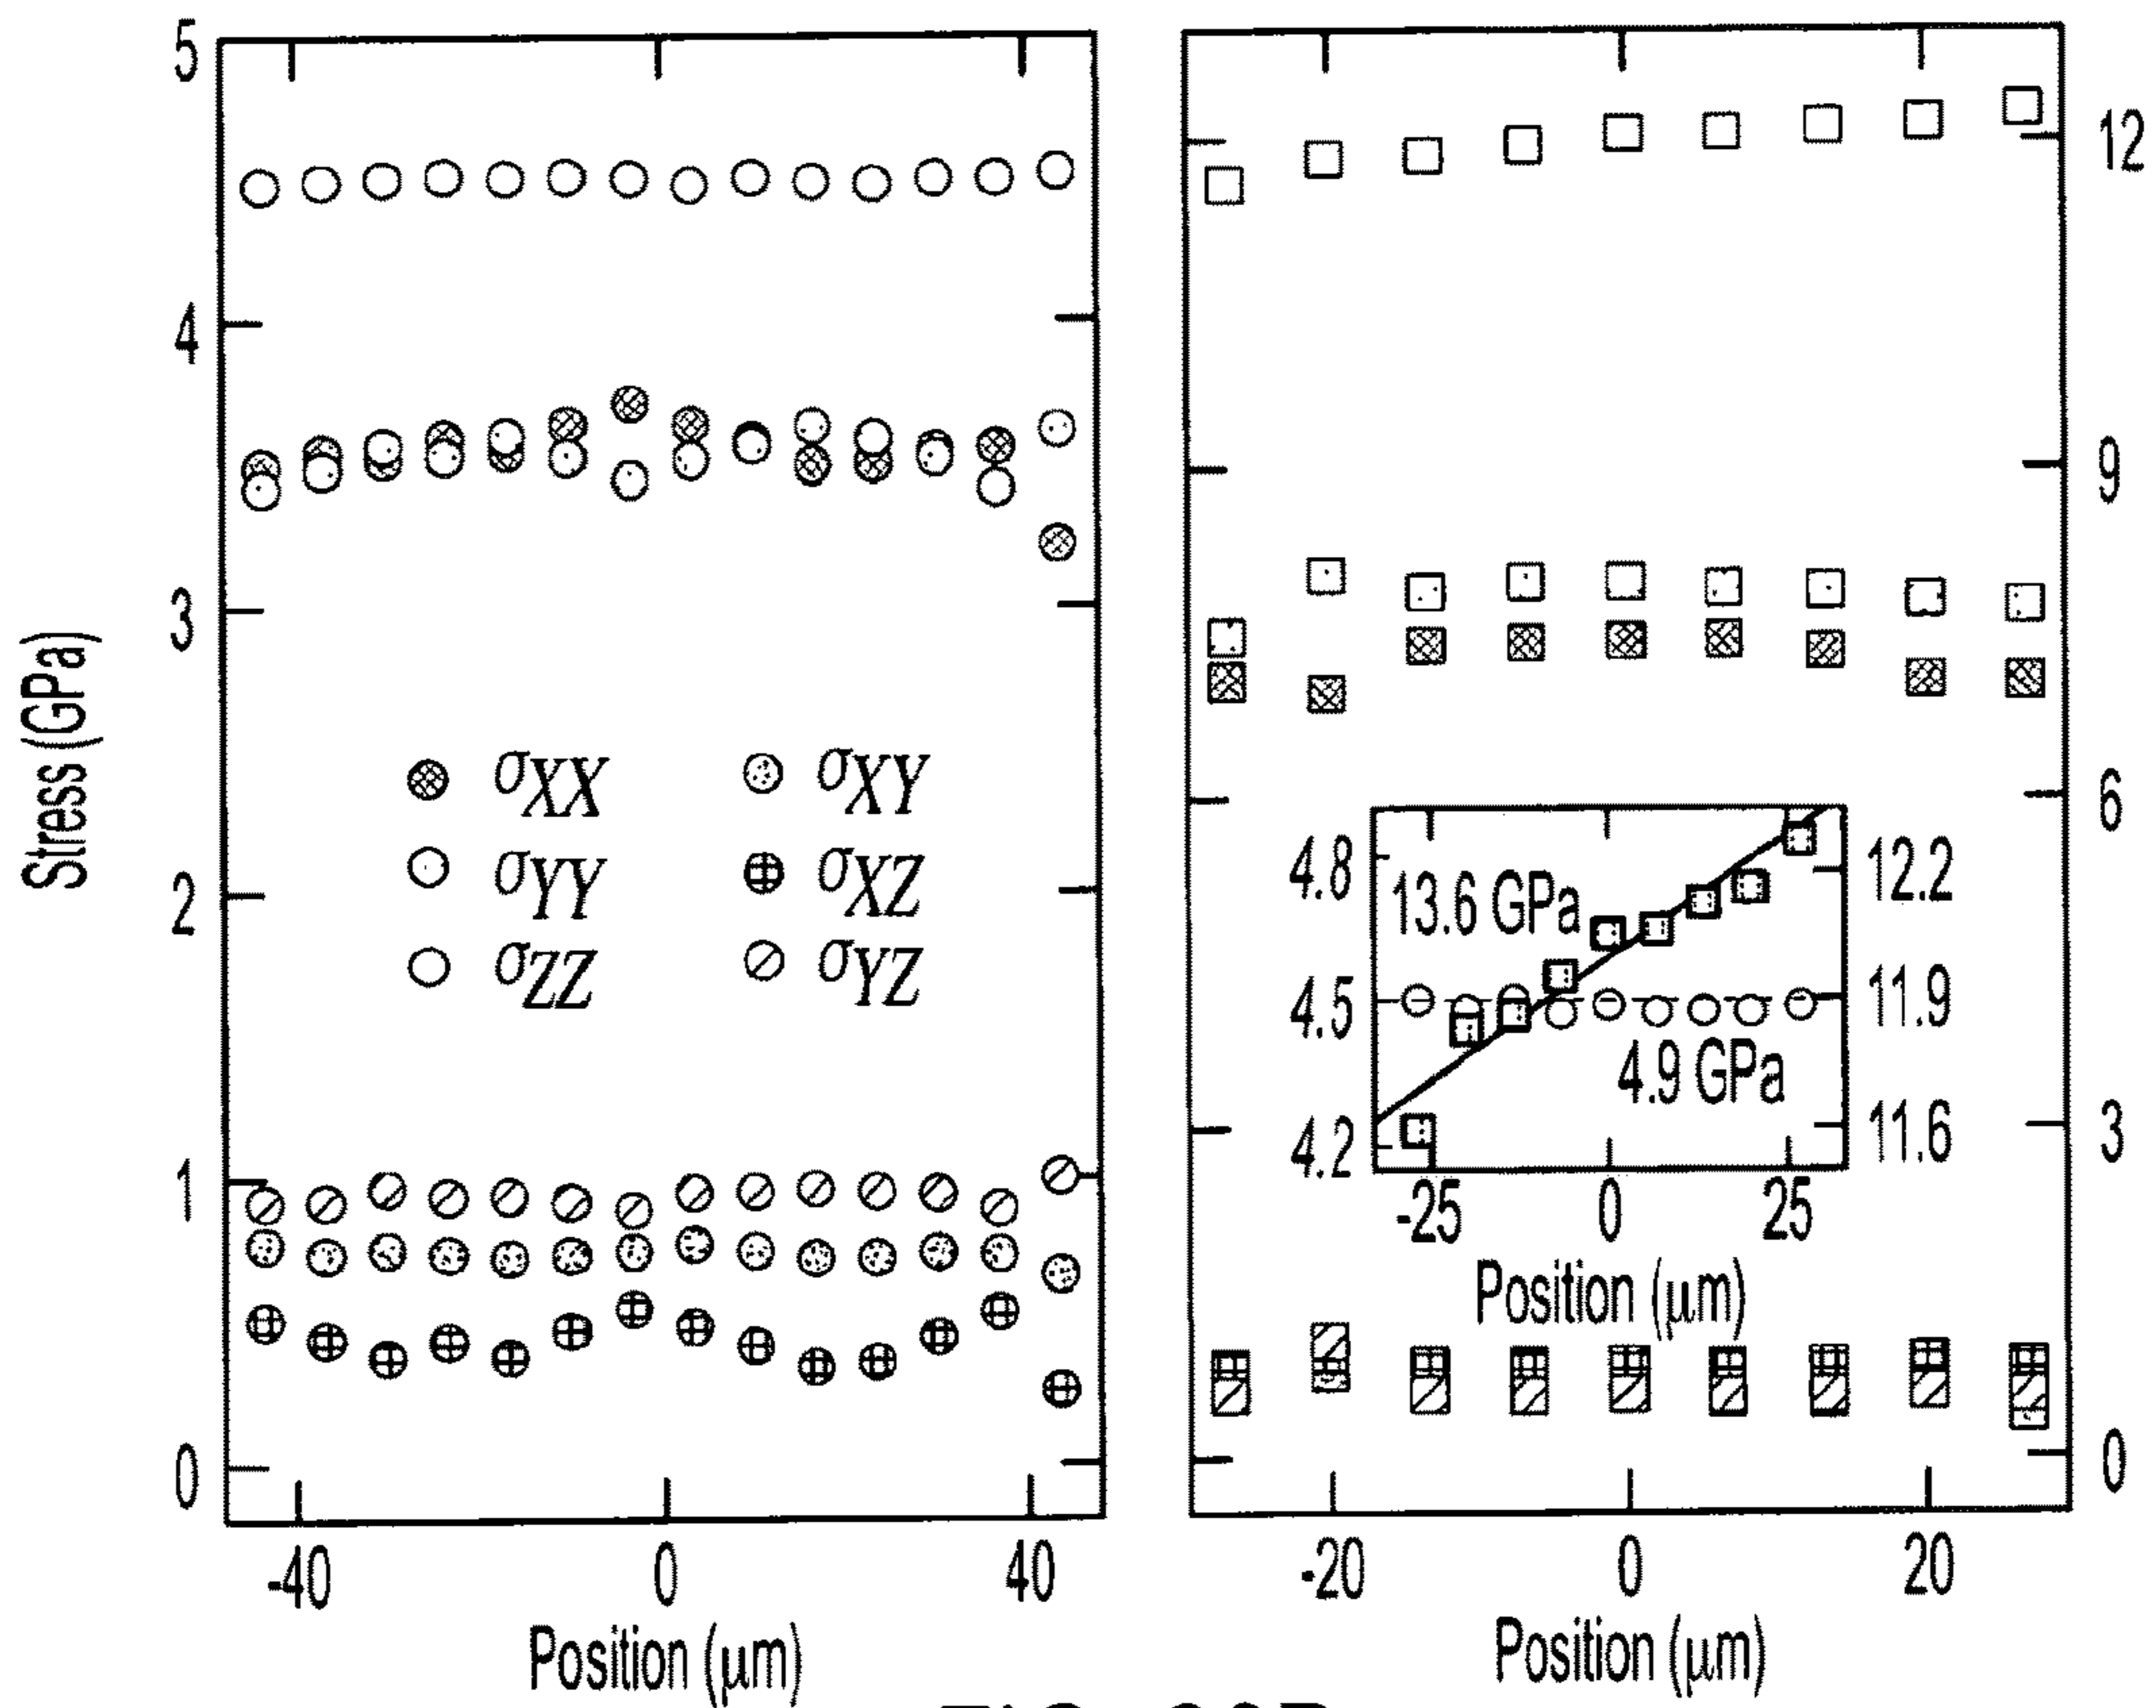 Stress (GPa)
5
4
3
2
1
0
σXX σXY
σYY σXZ
σZZ σYZ
-40 0 40
Position (μm)
12
9
6
3
0
4.8 13.6 GPa 12.2
4.5 11.9
4.9 GPa
4.2 11.6
-25 0 25
Position (μm)
-20 0 20
Position (μm)